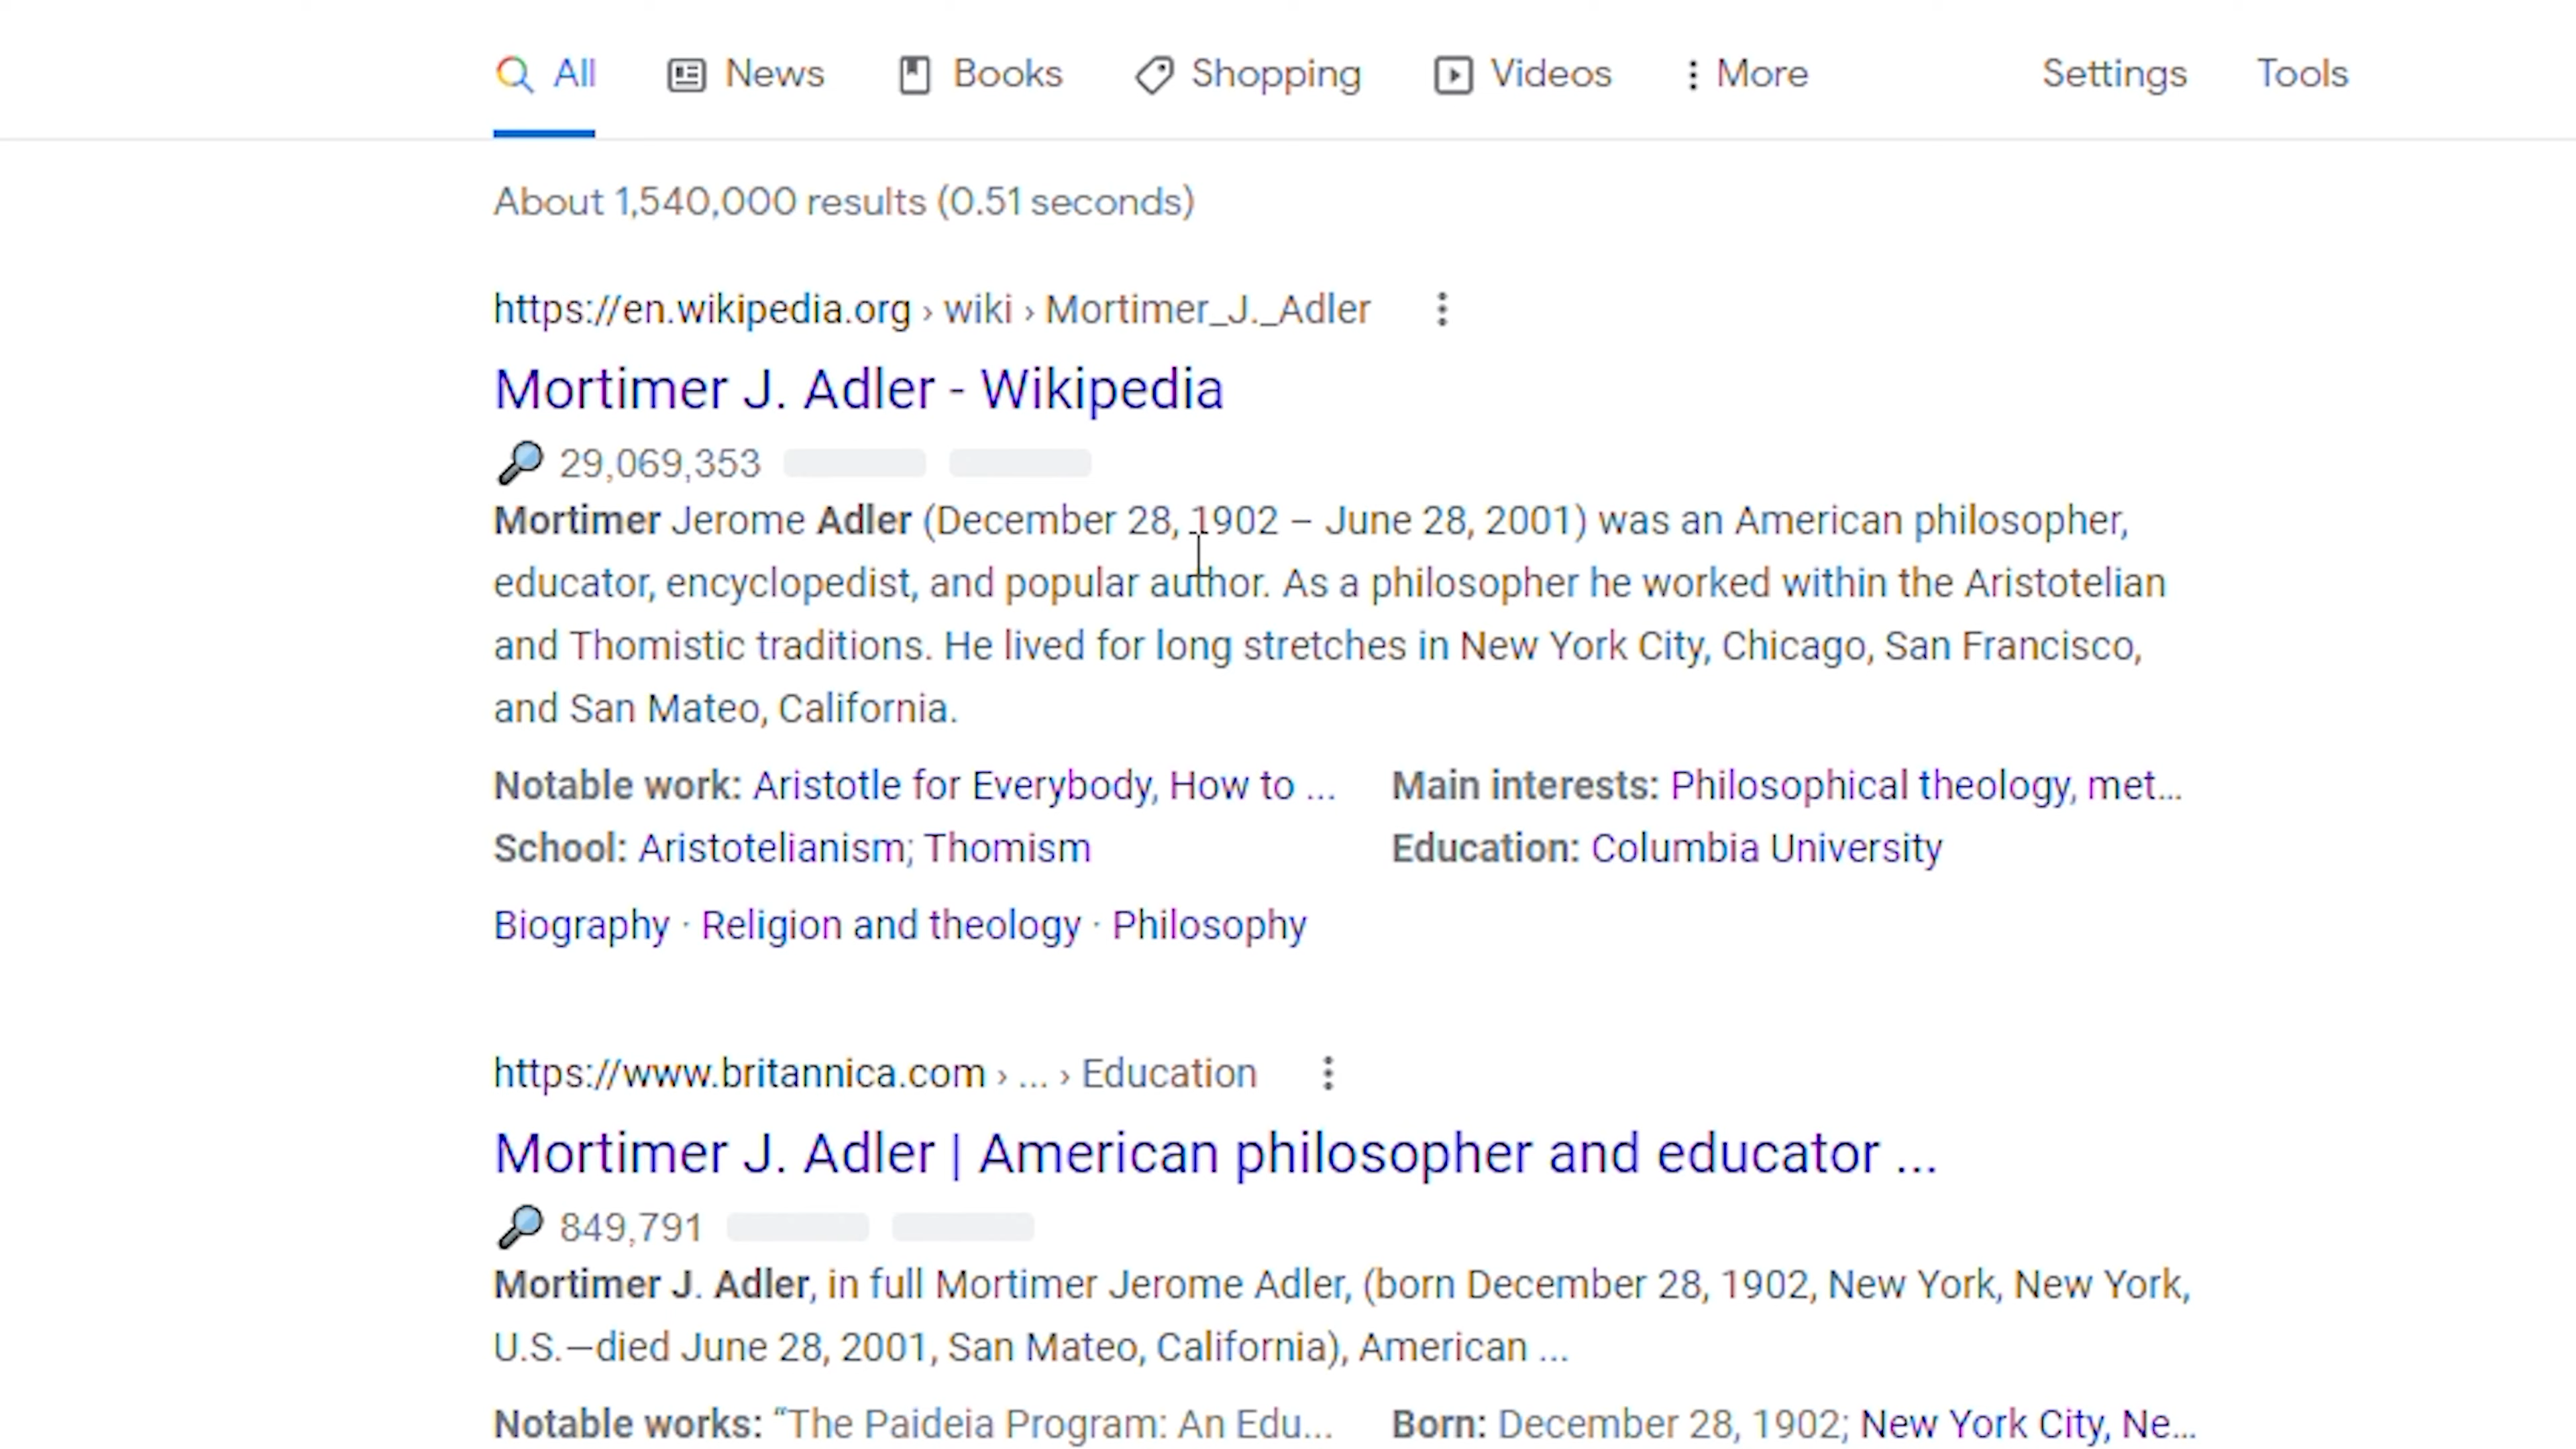 All News Books Shopping Videos More Settings Tools
About 1,540,000 results (0.51 seconds)
https://en.wikipedia.org › wiki › Mortimer_J._Adler
Mortimer J. Adler - Wikipedia
29,069,353
Mortimer Jerome Adler (December 28, 1902 – June 28, 2001) was an American philosopher,
educator, encyclopedist, and popular author. As a philosopher he worked within the Aristotelian
and Thomistic traditions. He lived for long stretches in New York City, Chicago, San Francisco,
and San Mateo, California.
Notable work: Aristotle for Everybody, How to ... Main interests: Philosophical theology, met...
School: Aristotelianism; Thomism Education: Columbia University
Biography · Religion and theology · Philosophy
https://www.britannica.com › ... › Education
Mortimer J. Adler | American philosopher and educator ...
849,791
Mortimer J. Adler, in full Mortimer Jerome Adler, (born December 28, 1902, New York, New York,
U.S.—died June 28, 2001, San Mateo, California), American ...
Notable works: “The Paideia Program: An Edu... Born: December 28, 1902; New York City, Ne...